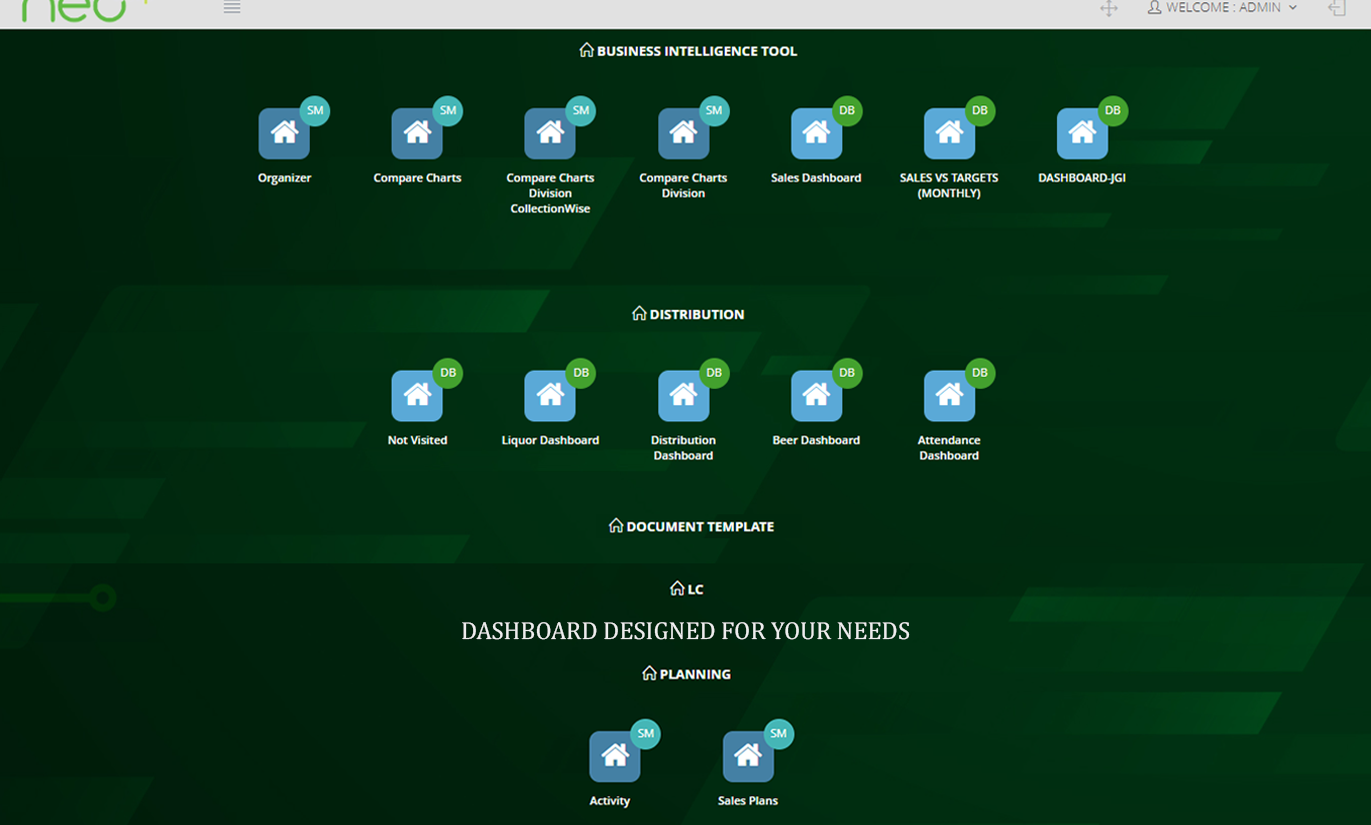 neo
WELCOME : ADMIN
BUSINESS INTELLIGENCE TOOL
SM SM SM SM DB DB DB
Organizer Compare Charts Compare Charts Division CollectionWise Compare Charts Division Sales Dashboard SALES VS TARGETS (MONTHLY) DASHBOARD-JGI
DISTRIBUTION
DB DB DB DB DB
Not Visited Liquor Dashboard Distribution Dashboard Beer Dashboard Attendance Dashboard
DOCUMENT TEMPLATE
LC
DASHBOARD DESIGNED FOR YOUR NEEDS
PLANNING
SM SM
Activity Sales Plans